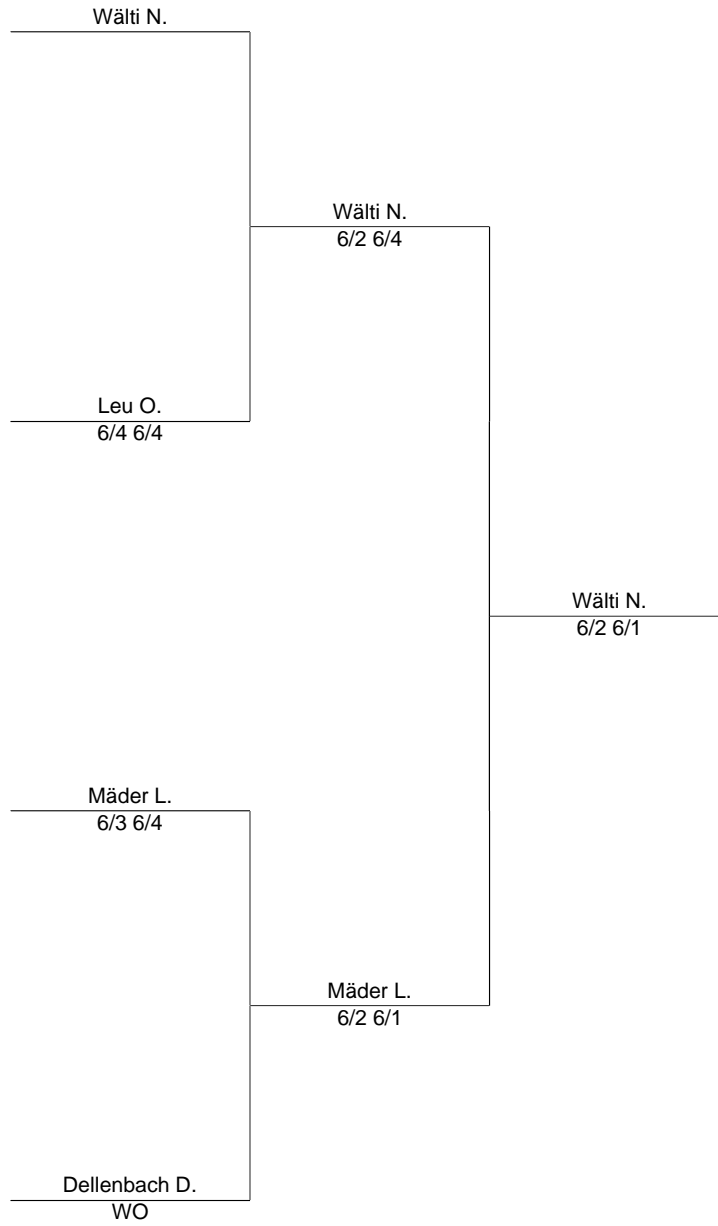 Wälti N.
Wälti N.
6/2 6/4
Leu O.
6/4 6/4
Wälti N.
6/2 6/1
Mäder L.
6/3 6/4
Mäder L.
6/2 6/1
Dellenbach D.
WO